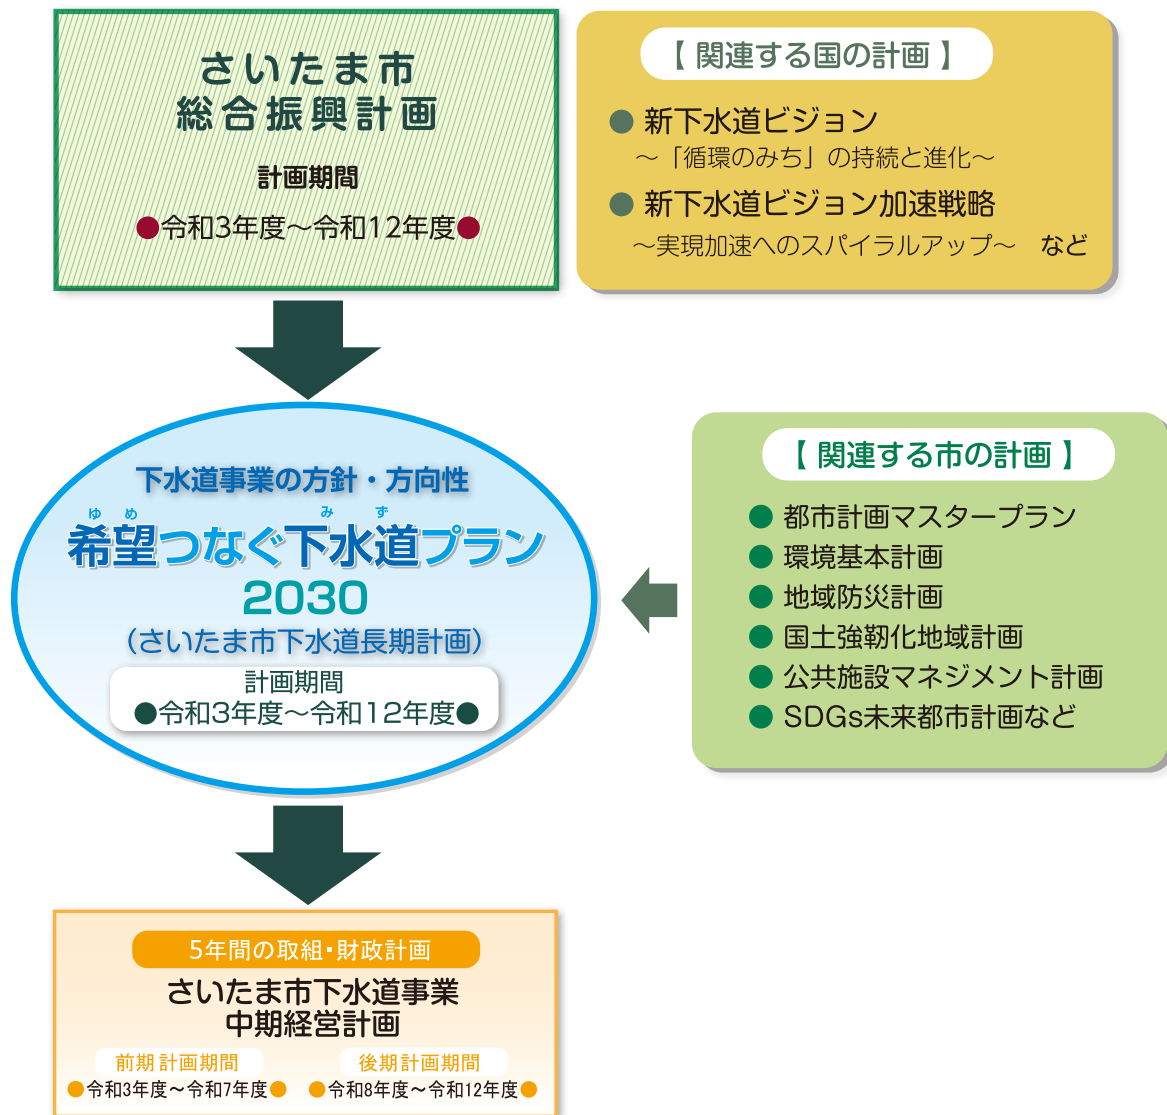 さいたま市
総合振興計画
計画期間
●令和3年度～令和12年度●
【 関連する国の計画 】
● 新下水道ビジョン
～「循環のみち」の持続と進化～
● 新下水道ビジョン加速戦略
～実現加速へのスパイラルアップ～ など
下水道事業の方針・方向性
ゆめ みず
希望つなぐ下水道プラン
2030
（さいたま市下水道長期計画）
計画期間
●令和3年度～令和12年度●
【 関連する市の計画 】
● 都市計画マスタープラン
● 環境基本計画
● 地域防災計画
● 国土強靱化地域計画
● 公共施設マネジメント計画
● SDGs未来都市計画など
5年間の取組・財政計画
さいたま市下水道事業
中期経営計画
前期計画期間 後期計画期間
●令和3年度～令和7年度● ●令和8年度～令和12年度●